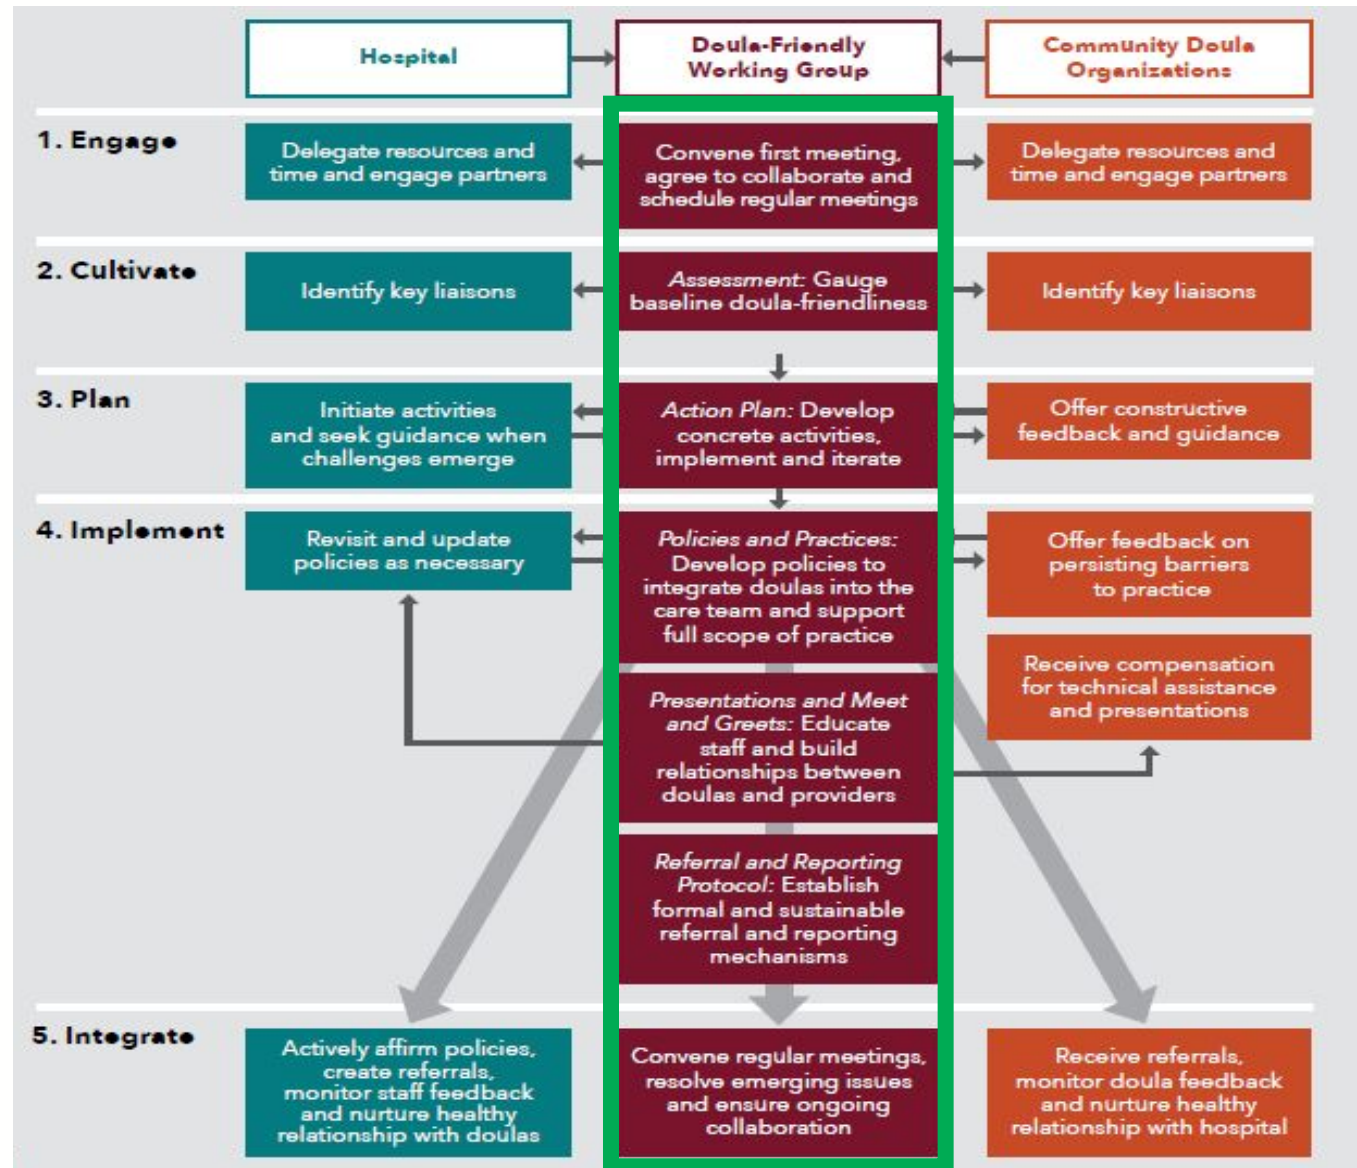 Hospital
Doula-Friendly
Working Group
Community Doula
Organizations
1. Engage
Delegate resources and
time and engage partners
Convene first meeting,
agree to collaborate and
schedule regular meetings
Delegate resources and
time and engage partners
2. Cultivate
Identify key liaisons
Assessment: Gauge
baseline doula-friendliness
Identify key liaisons
3. Plan
Initiate activities
and seek guidance when
challenges emerge
Action Plan: Develop
concrete activities,
implement and iterate
Offer constructive
feedback and guidance
4. Implement
Revisit and update
policies as necessary
Policies and Practices:
Develop policies to
integrate doulas into the
care team and support
full scope of practice
Offer feedback on
persisting barriers
to practice
Receive compensation
for technical assistance
and presentations
Presentations and Meet
and Greets: Educate
staff and build
relationships between
doulas and providers
Referral and Reporting
Protocol: Establish
formal and sustainable
referral and reporting
mechanisms
5. Integrate
Actively affirm policies,
create referrals,
monitor staff feedback
and nurture healthy
relationship with doulas
Convene regular meetings,
resolve emerging issues
and ensure ongoing
collaboration
Receive referrals,
monitor doula feedback
and nurture healthy
relationship with hospital